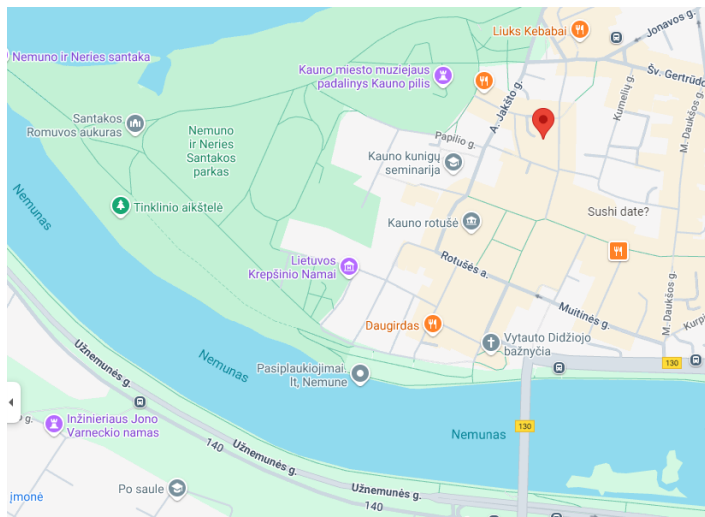 Liuks Kebabai
Jonavos g.
Nemuno ir Neries santaka
Kauno miesto muziejaus
padalinys Kauno pilis
Šv. Gertrūdo
Kumelių g.
A. Jakšto g.
M. Daukšos g.
Santakos
Romuvos aukuras
Nemuno
ir Neries
Santakos
parkas
Papilio g.
Kauno kunigų
seminarija
Nemunas
Tinklinio aikštelė
Sushi date?
Kauno rotušė
Rotušės a.
Lietuvos
Krepšinio Namai
M. Daukšos g.
Muitinės g.
Kurpi
Daugirdas
Vytauto Didžiojo
bažnyčia
Užnemunės g.
Nemunas
Pasiplaukiojimai.
lt, Nemune
130
Inžinieriaus Jono
Varneckio namas
g.
140
Užnemunės g.
Nemunas
130
įmonė
Po saule
Užnemunės g.
140